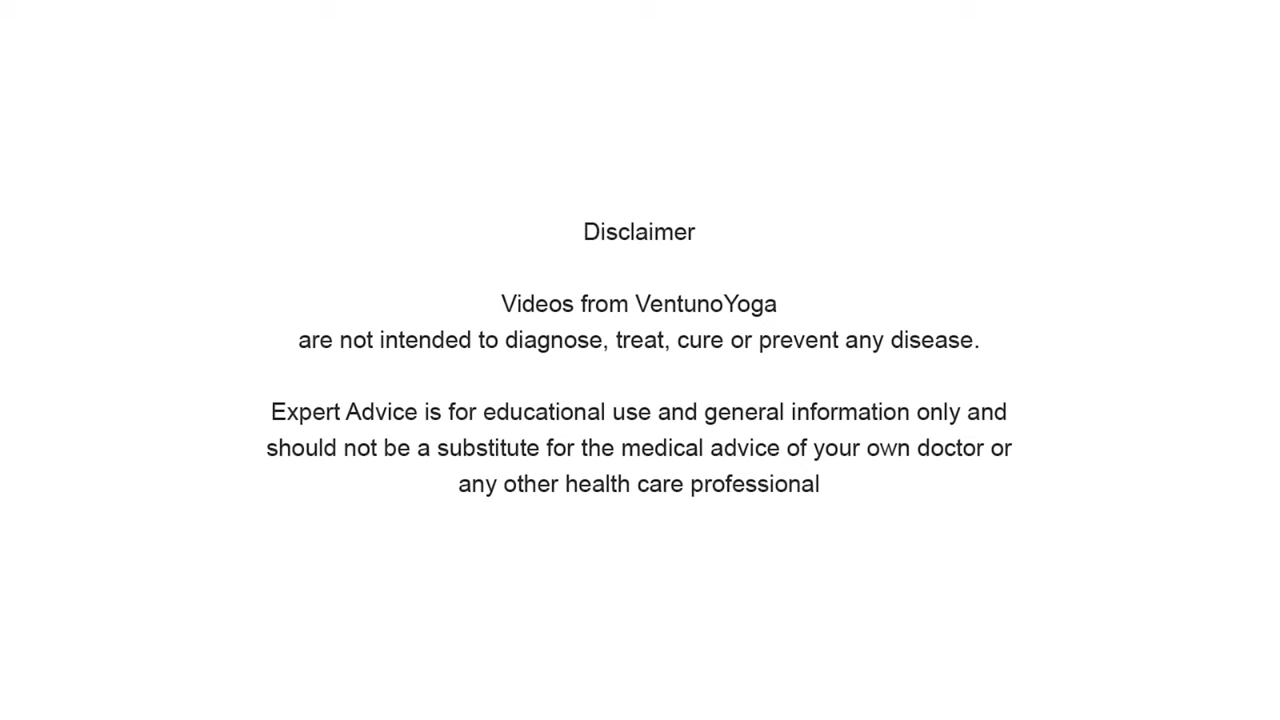 Disclaimer
Videos from VentunoYoga
are not intended to diagnose, treat, cure or prevent any disease.
Expert Advice is for educational use and general information only and
should not be a substitute for the medical advice of your own doctor or
any other health care professional